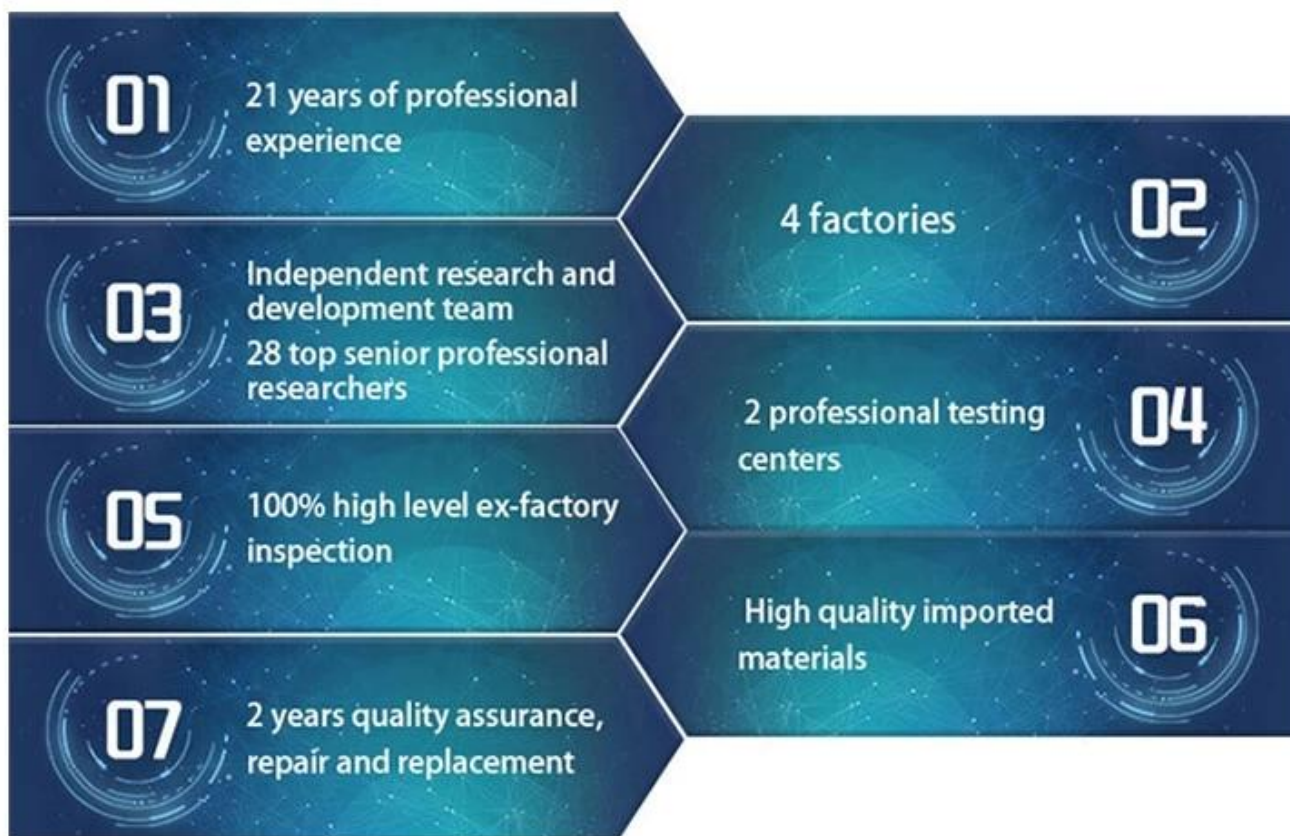 01
21 years of professional
experience
02
4 factories
03
Independent research and
development team
28 top senior professional
researchers
04
2 professional testing
centers
05
100% high level ex-factory
inspection
06
High quality imported
materials
07
2 years quality assurance,
repair and replacement